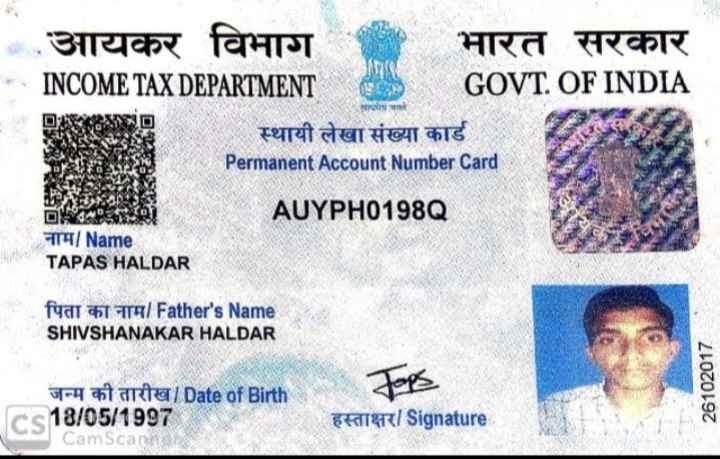 आयकर विभाग
INCOME TAX DEPARTMENT
भारत सरकार
GOVT. OF INDIA
सत्यमेव जयते
स्थायी लेखा संख्या कार्ड
Permanent Account Number Card
AUYPH0198Q
नाम/ Name
TAPAS HALDAR
पिता का नाम/ Father's Name
SHIVSHANAKAR HALDAR
जन्म की तारीख/ Date of Birth
18/05/1997
हस्ताक्षर/ Signature
26102017
CS CamScanner